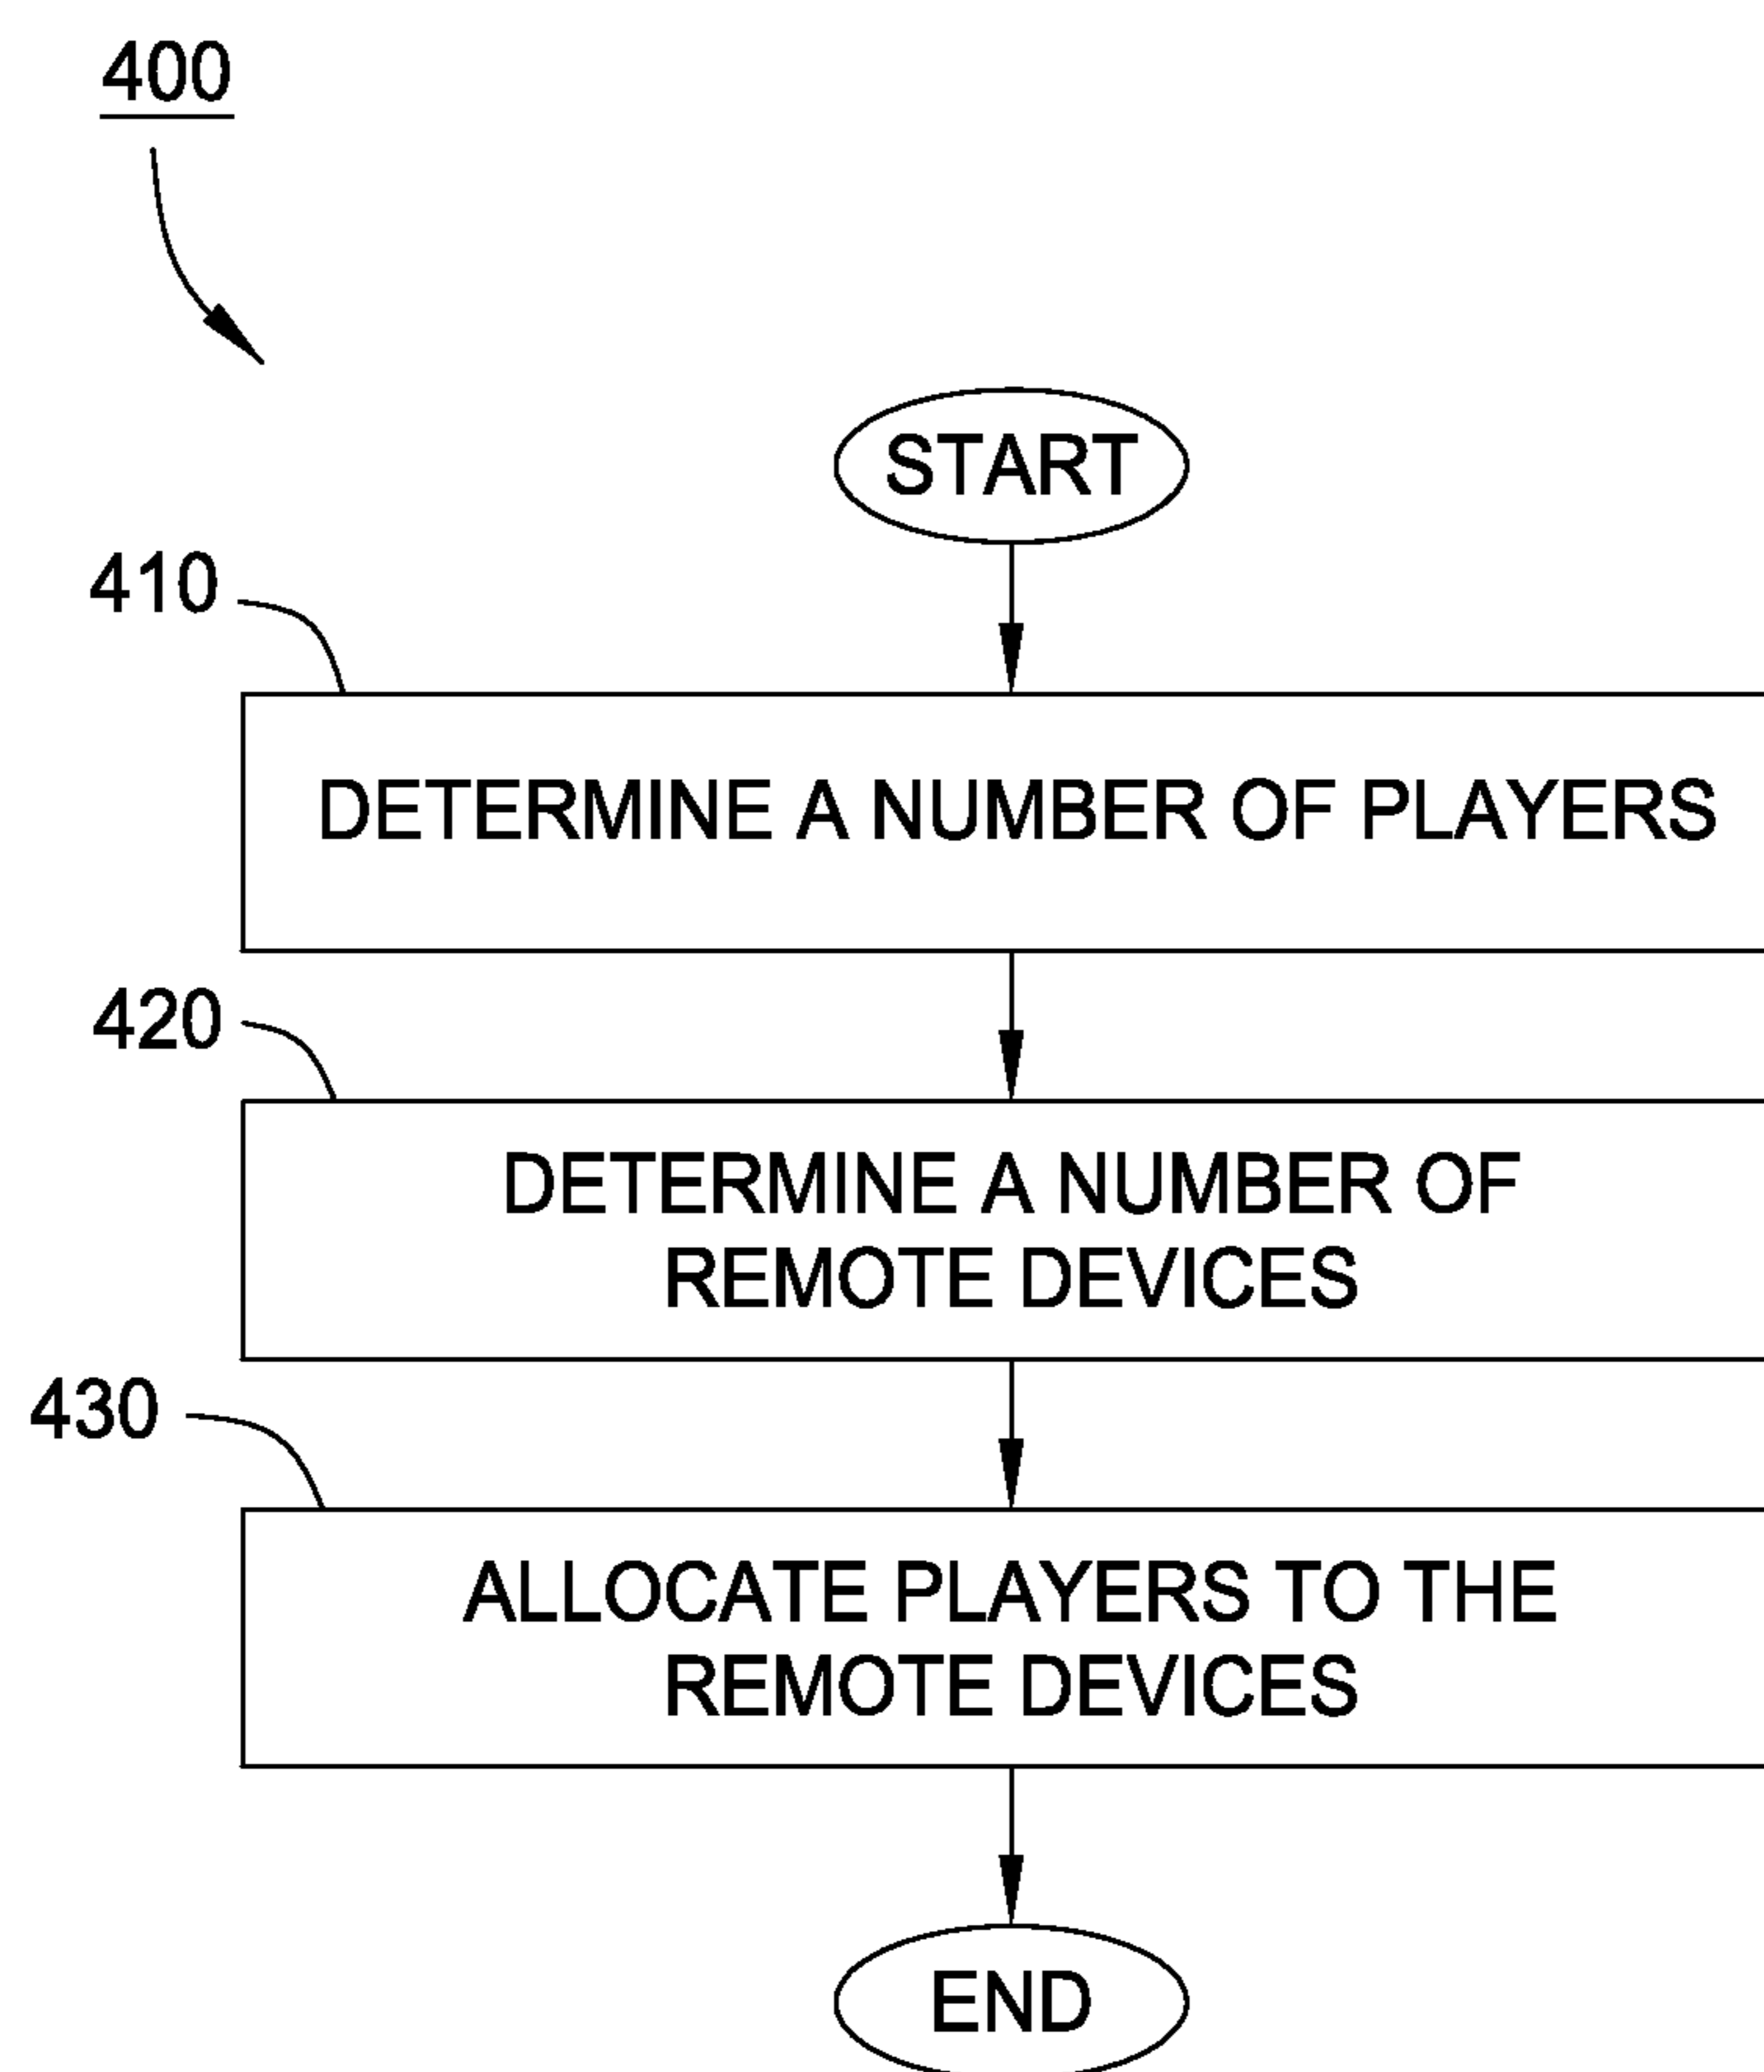 400
START
410
DETERMINE A NUMBER OF PLAYERS
420
DETERMINE A NUMBER OF
REMOTE DEVICES
430
ALLOCATE PLAYERS TO THE
REMOTE DEVICES
END